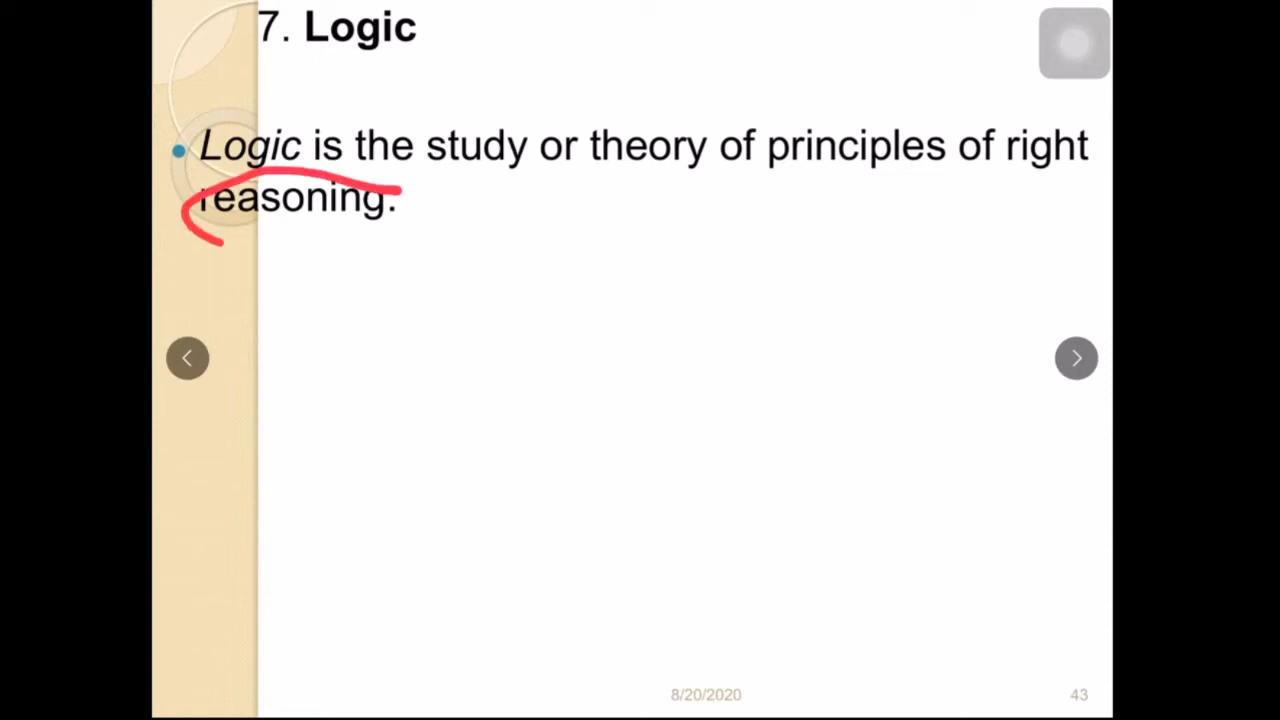 7. Logic
• Logic is the study or theory of principles of right
reasoning.
8/20/2020 43